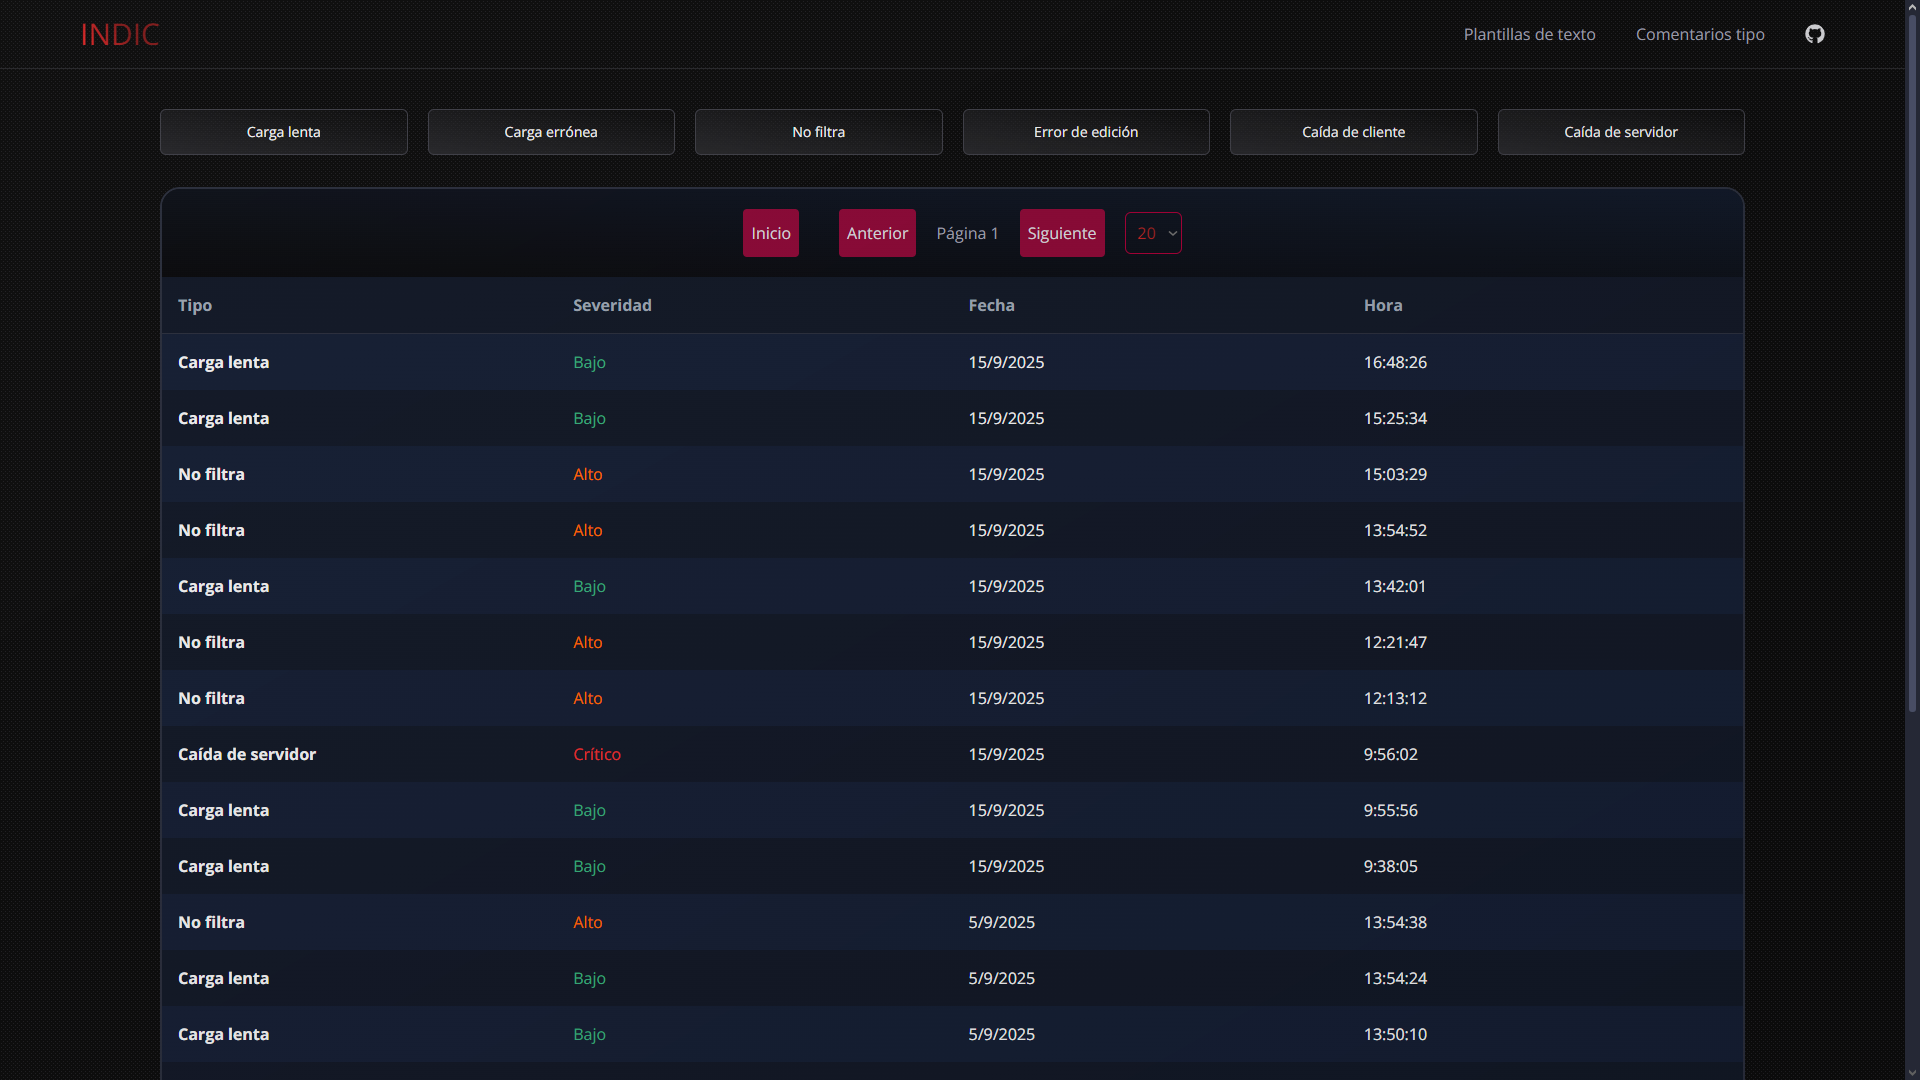 INDIC
Plantillas de texto Comentarios tipo
Carga lenta Carga errónea No filtra Error de edición Caída de cliente Caída de servidor
Inicio Anterior Página 1 Siguiente 20
Tipo Severidad Fecha Hora
Carga lenta Bajo 15/9/2025 16:48:26
Carga lenta Bajo 15/9/2025 15:25:34
No filtra Alto 15/9/2025 15:03:29
No filtra Alto 15/9/2025 13:54:52
Carga lenta Bajo 15/9/2025 13:42:01
No filtra Alto 15/9/2025 12:21:47
No filtra Alto 15/9/2025 12:13:12
Caída de servidor Crítico 15/9/2025 9:56:02
Carga lenta Bajo 15/9/2025 9:55:56
Carga lenta Bajo 15/9/2025 9:38:05
No filtra Alto 5/9/2025 13:54:38
Carga lenta Bajo 5/9/2025 13:54:24
Carga lenta Bajo 5/9/2025 13:50:10